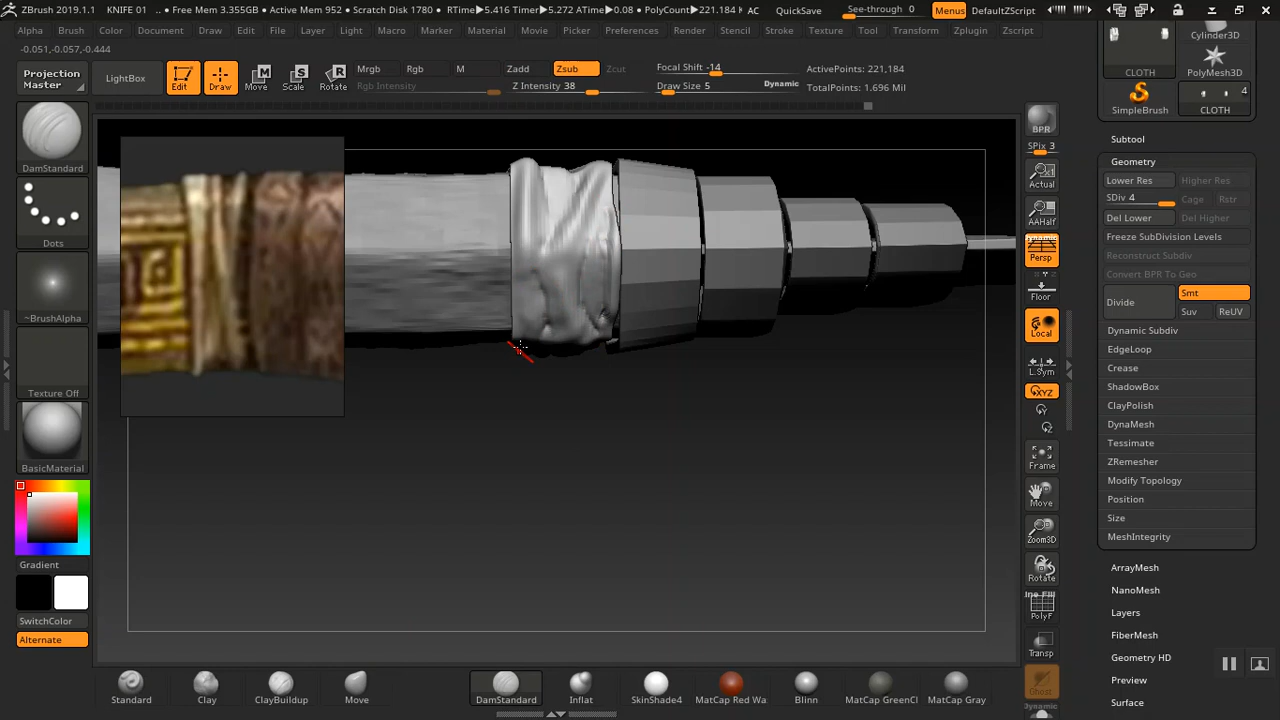 ZBrush 2019.1.1 KNIFE 01 .. • Free Mem 3.355GB • Active Mem 952 • Scratch Disk 1780 • RTime▸5.416 Timer▸5.272 ATime▸0.08 • PolyCount▸221,184 AC QuickSave See-through 0 Menus DefaultZScript
Alpha Brush Color Document Draw Edit File Layer Light Macro Marker Material Movie Picker Preferences Render Stencil Stroke Texture Tool Transform Zplugin Zscript
-0.051,-0.057,-0.444
Projection Master LightBox Edit Draw Move Scale Rotate
Mrgb Rgb M Zadd Zsub Zcut
Rgb Intensity Z Intensity 38
Focal Shift -14
Draw Size 5 Dynamic
ActivePoints: 221,184
TotalPoints: 1.696 Mil
DamStandard
Dots
~BrushAlpha
Texture Off
BasicMaterial
Gradient
SwitchColor
Alternate
BPR
SPix 3
Actual
AAHalf
Dynamic
Persp
Floor
Local
L.Sym
XYZ
Frame
Move
Zoom3D
Rotate
PolyF
Transp
Ghost
Dynamic
CLOTH
Cylinder3D
PolyMesh3D
SimpleBrush
4
CLOTH
Subtool
Geometry
Lower Res Higher Res
SDiv 4 Cage Rstr
Del Lower Del Higher
Freeze SubDivision Levels
Reconstruct Subdiv
Convert BPR To Geo
Divide Smt
Suv ReUV
Dynamic Subdiv
EdgeLoop
Crease
ShadowBox
ClayPolish
DynaMesh
Tessimate
ZRemesher
Modify Topology
Position
Size
MeshIntegrity
ArrayMesh
NanoMesh
Layers
FiberMesh
Geometry HD
Preview
Surface
Standard Clay ClayBuildup Move DamStandard Inflat SkinShade4 MatCap Red Wa Blinn MatCap GreenCl MatCap Gray